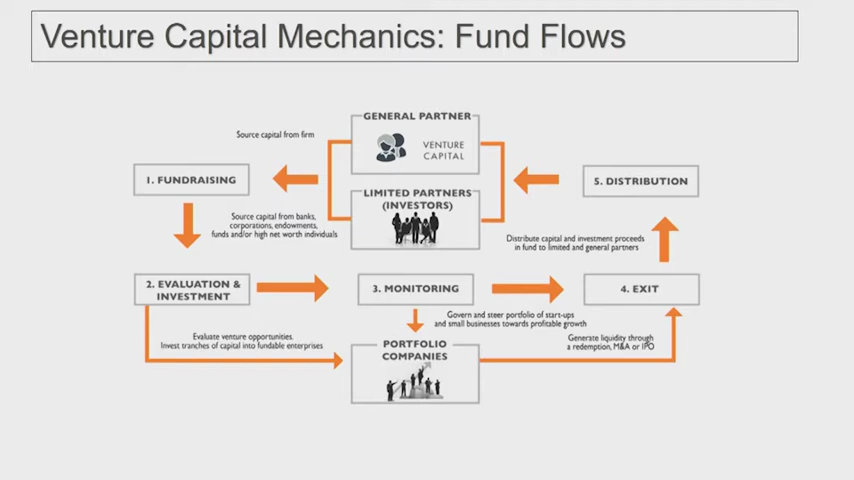 Venture Capital Mechanics: Fund Flows
GENERAL PARTNER
VENTURE
CAPITAL
Source capital from firm
1. FUNDRAISING
LIMITED PARTNERS
(INVESTORS)
5. DISTRIBUTION
Source capital from banks,
corporations, endowments,
funds and/or high net worth individuals
Distribute capital and investment proceeds
in fund to limited and general partners
2. EVALUATION &
INVESTMENT
3. MONITORING
4. EXIT
Govern and steer portfolio of start-ups
and small businesses towards profitable growth
Evaluate venture opportunities.
Invest tranches of capital into fundable enterprises
PORTFOLIO
COMPANIES
Generate liquidity through
a redemption, M&A or IPO